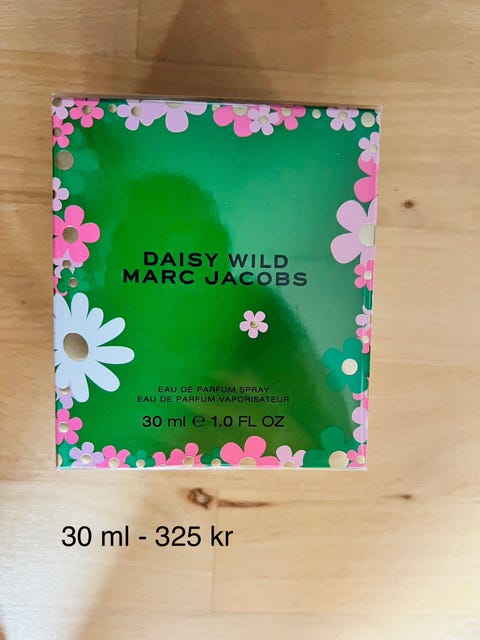 DAISY WILD
MARC JACOBS
EAU DE PARFUM SPRAY
EAU DE PARFUM VAPORISATEUR
30 ml ℮ 1.0 FL OZ
30 ml - 325 kr